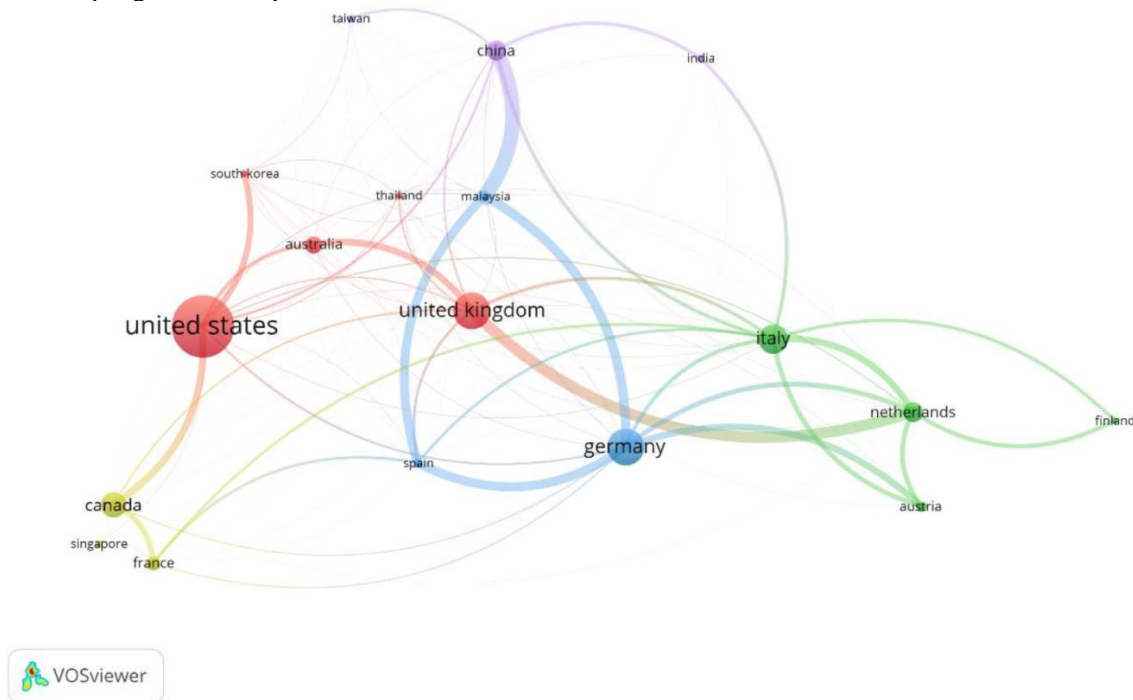 taiwan
china
india
south korea
thailand
malaysia
australia
united states
united kingdom
italy
netherlands
finland
germany
spain
canada
austria
singapore
france
VOSviewer